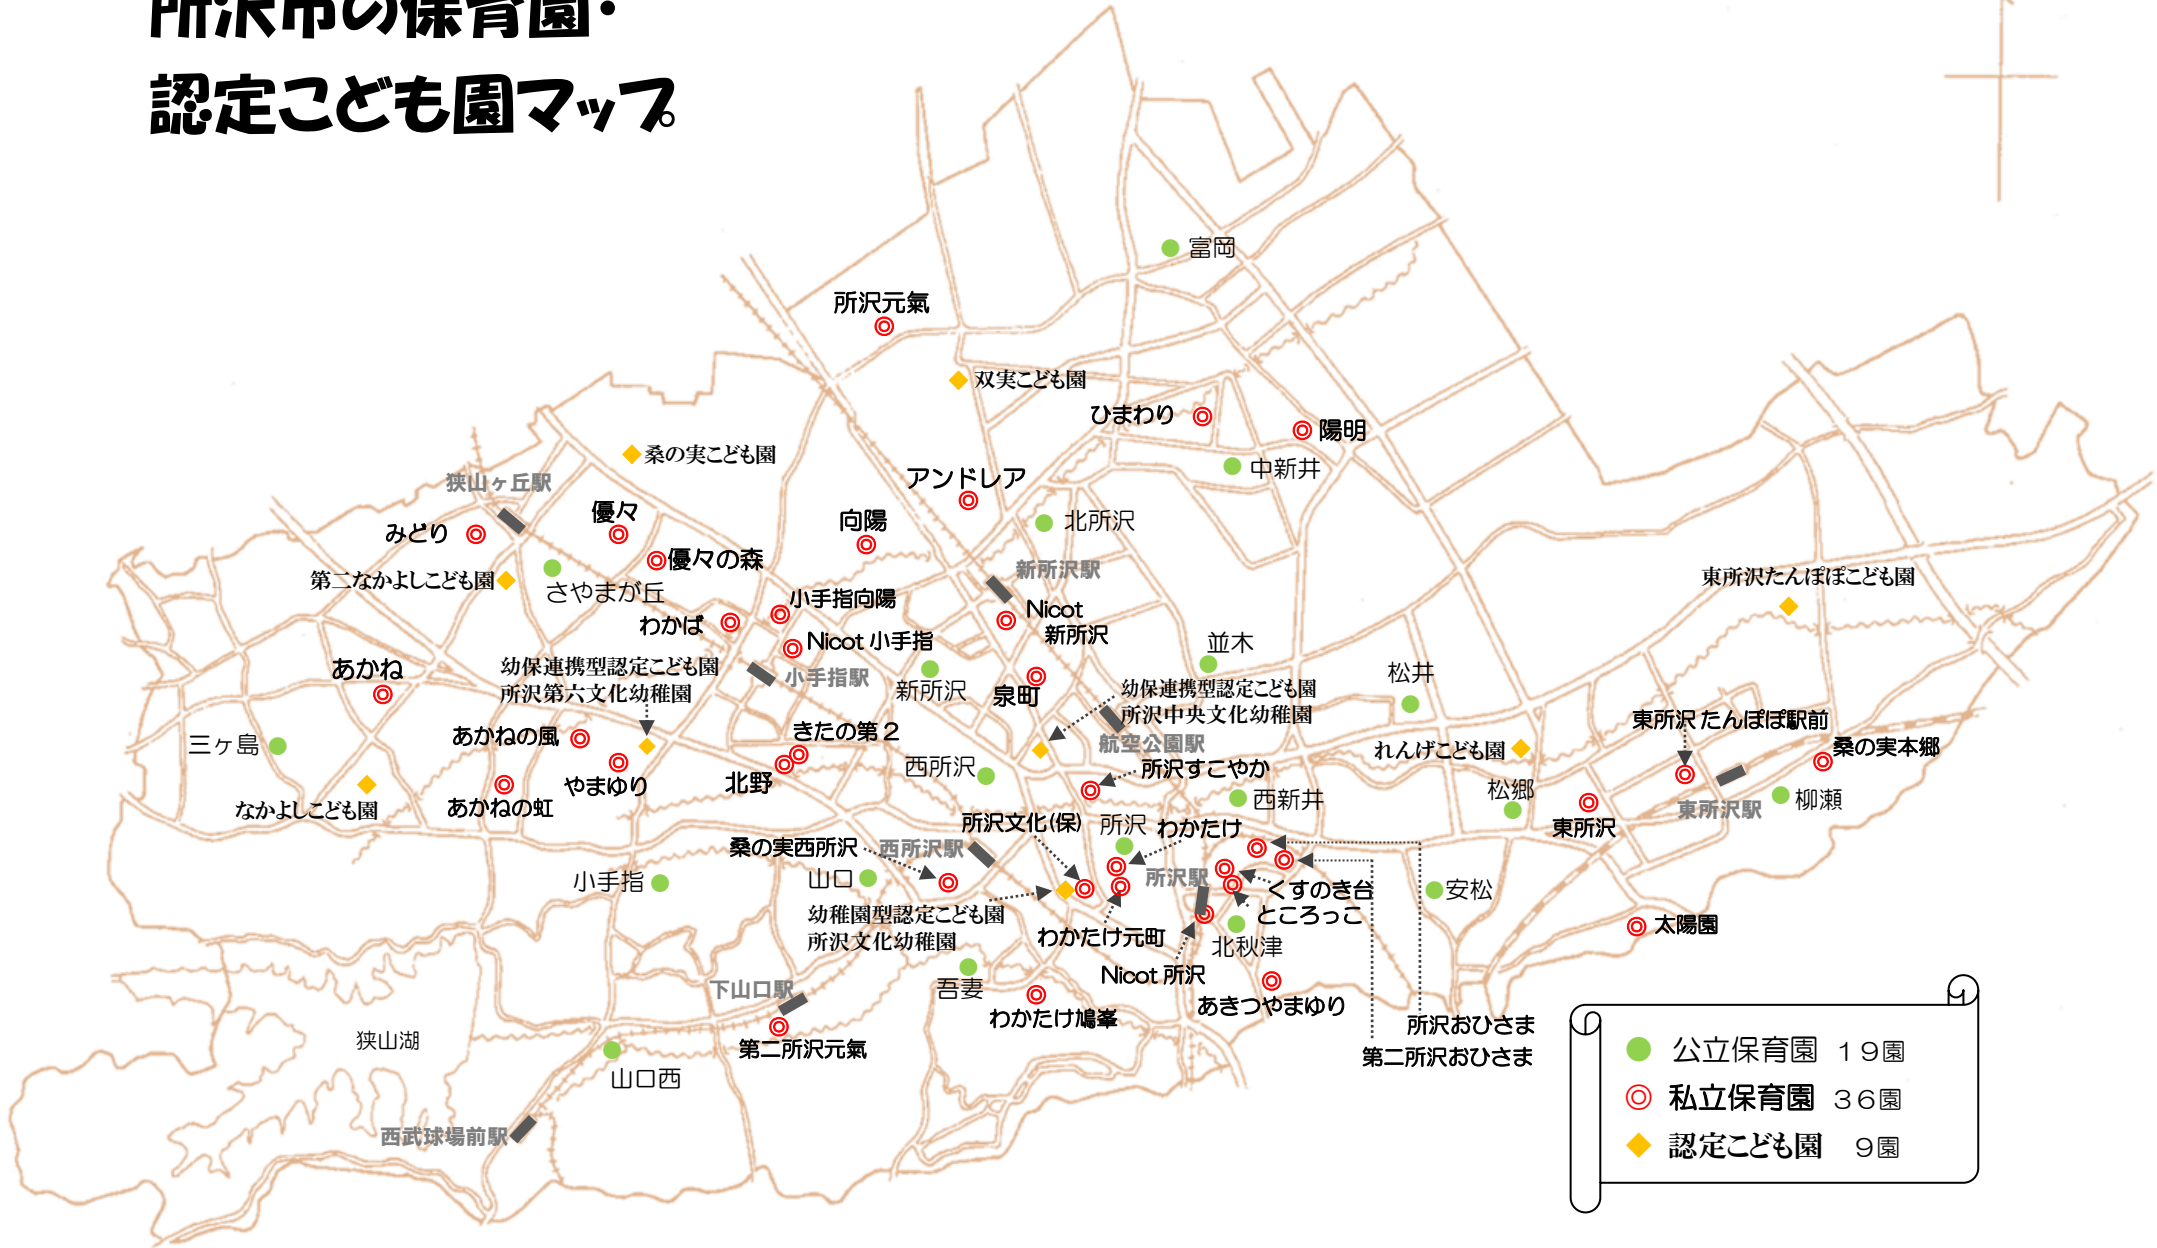 所沢市の保育園・
認定こども園マップ
富岡
所沢元氣
双実こども園
ひまわり
陽明
桑の実こども園
中新井
狭山ヶ丘駅
アンドレア
優々
向陽
北所沢
みどり
優々の森
新所沢駅
第二なかよしこども園
さやまが丘
東所沢たんぽぽこども園
小手指向陽
Nicot
新所沢
わかば
Nicot 小手指
並木
あかね
幼保連携型認定こども園
所沢第六文化幼稚園
小手指駅
新所沢
泉町
幼保連携型認定こども園
所沢中央文化幼稚園
松井
東所沢たんぽぽ駅前
あかねの風
きたの第２
三ヶ島
航空公園駅
れんげこども園
桑の実本郷
西所沢
所沢すこやか
やまゆり
北野
松郷
なかよしこども園
あかねの虹
西新井
東所沢駅
柳瀬
所沢文化(保)
所沢
わかたけ
東所沢
桑の実西所沢
西所沢駅
小手指
山口
所沢駅
くすのき台
安松
幼稚園型認定こども園
所沢文化幼稚園
ところっこ
わかたけ元町
北秋津
太陽園
Nicot 所沢
下山口駅
吾妻
あきつやまゆり
わかたけ鳩峯
所沢おひさま
狭山湖
第二所沢元氣
第二所沢おひさま
山口西
西武球場前駅
公立保育園 １９園
私立保育園 ３６園
認定こども園 ９園